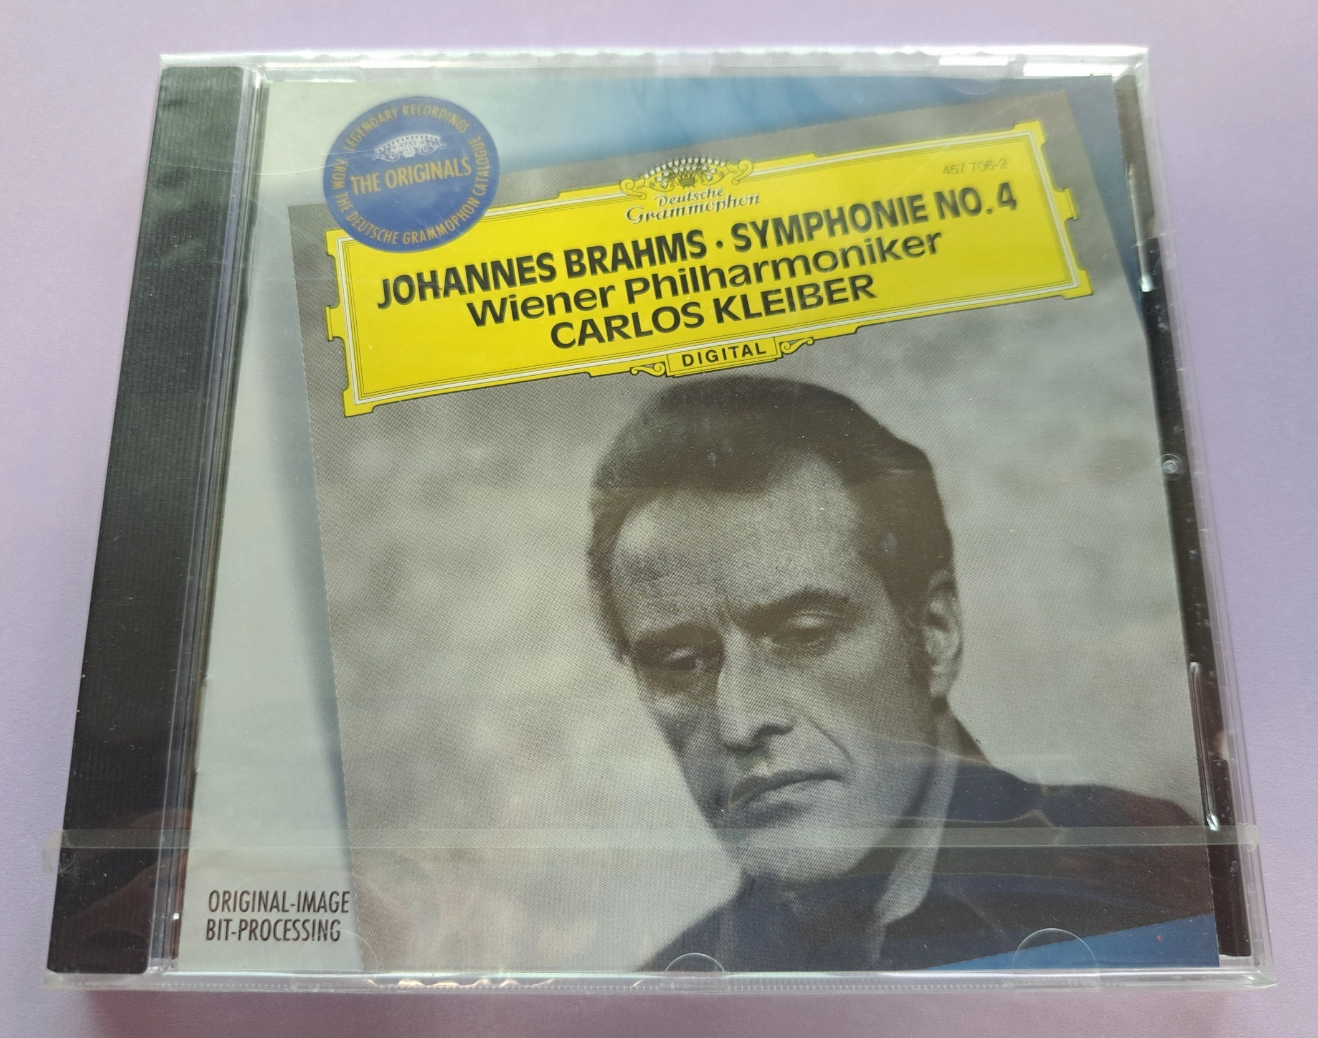 FROM THE DEUTSCHE GRAMMOPHON CATALOGUE · LEGENDARY RECORDINGS ·
THE ORIGINALS
457 706-2
Deutsche
Grammophon
JOHANNES BRAHMS · SYMPHONIE NO. 4
Wiener Philharmoniker
CARLOS KLEIBER
DIGITAL
ORIGINAL-IMAGE
BIT-PROCESSING